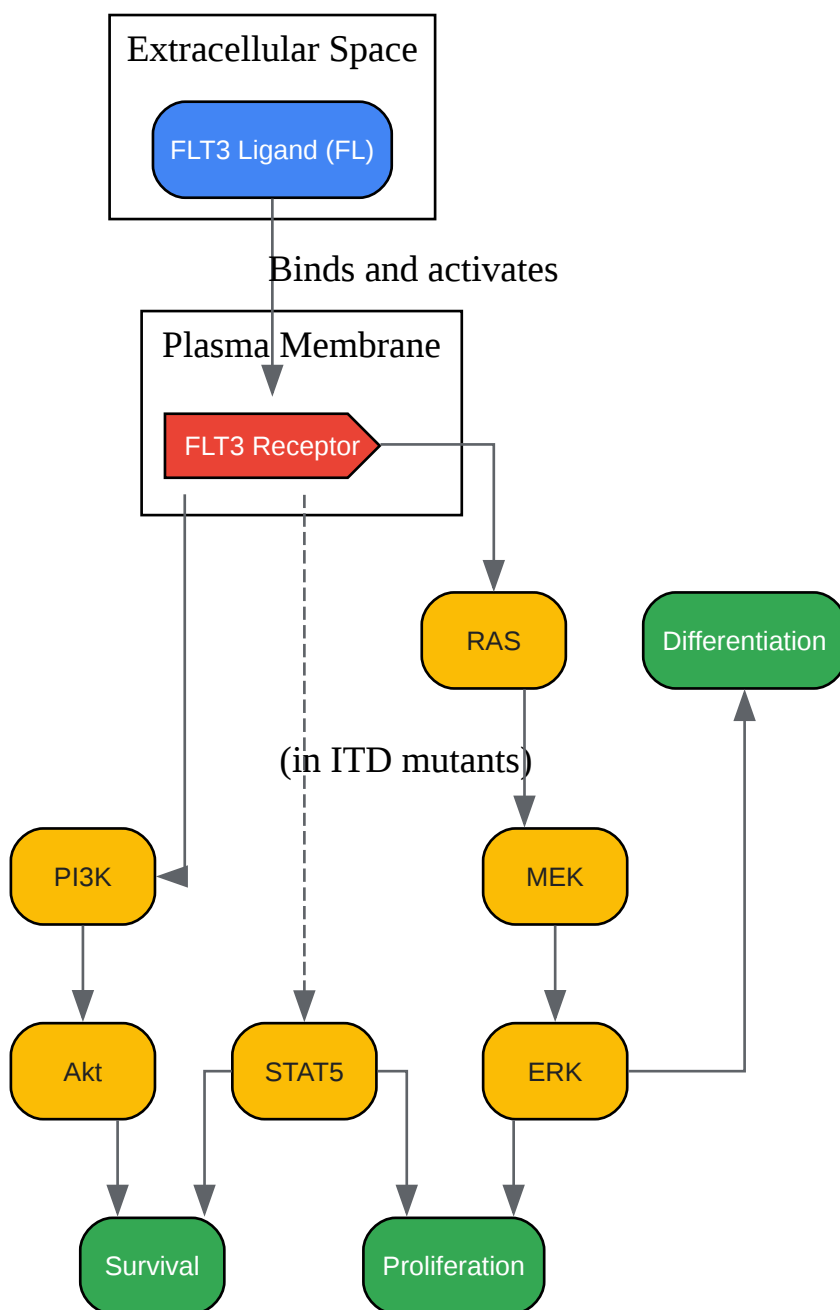 Extracellular Space
FLT3 Ligand (FL)
Binds and activates
Plasma Membrane
FLT3 Receptor
RAS
Differentiation
(in ITD mutants)
PI3K
MEK
Akt
STAT5
ERK
Survival
Proliferation